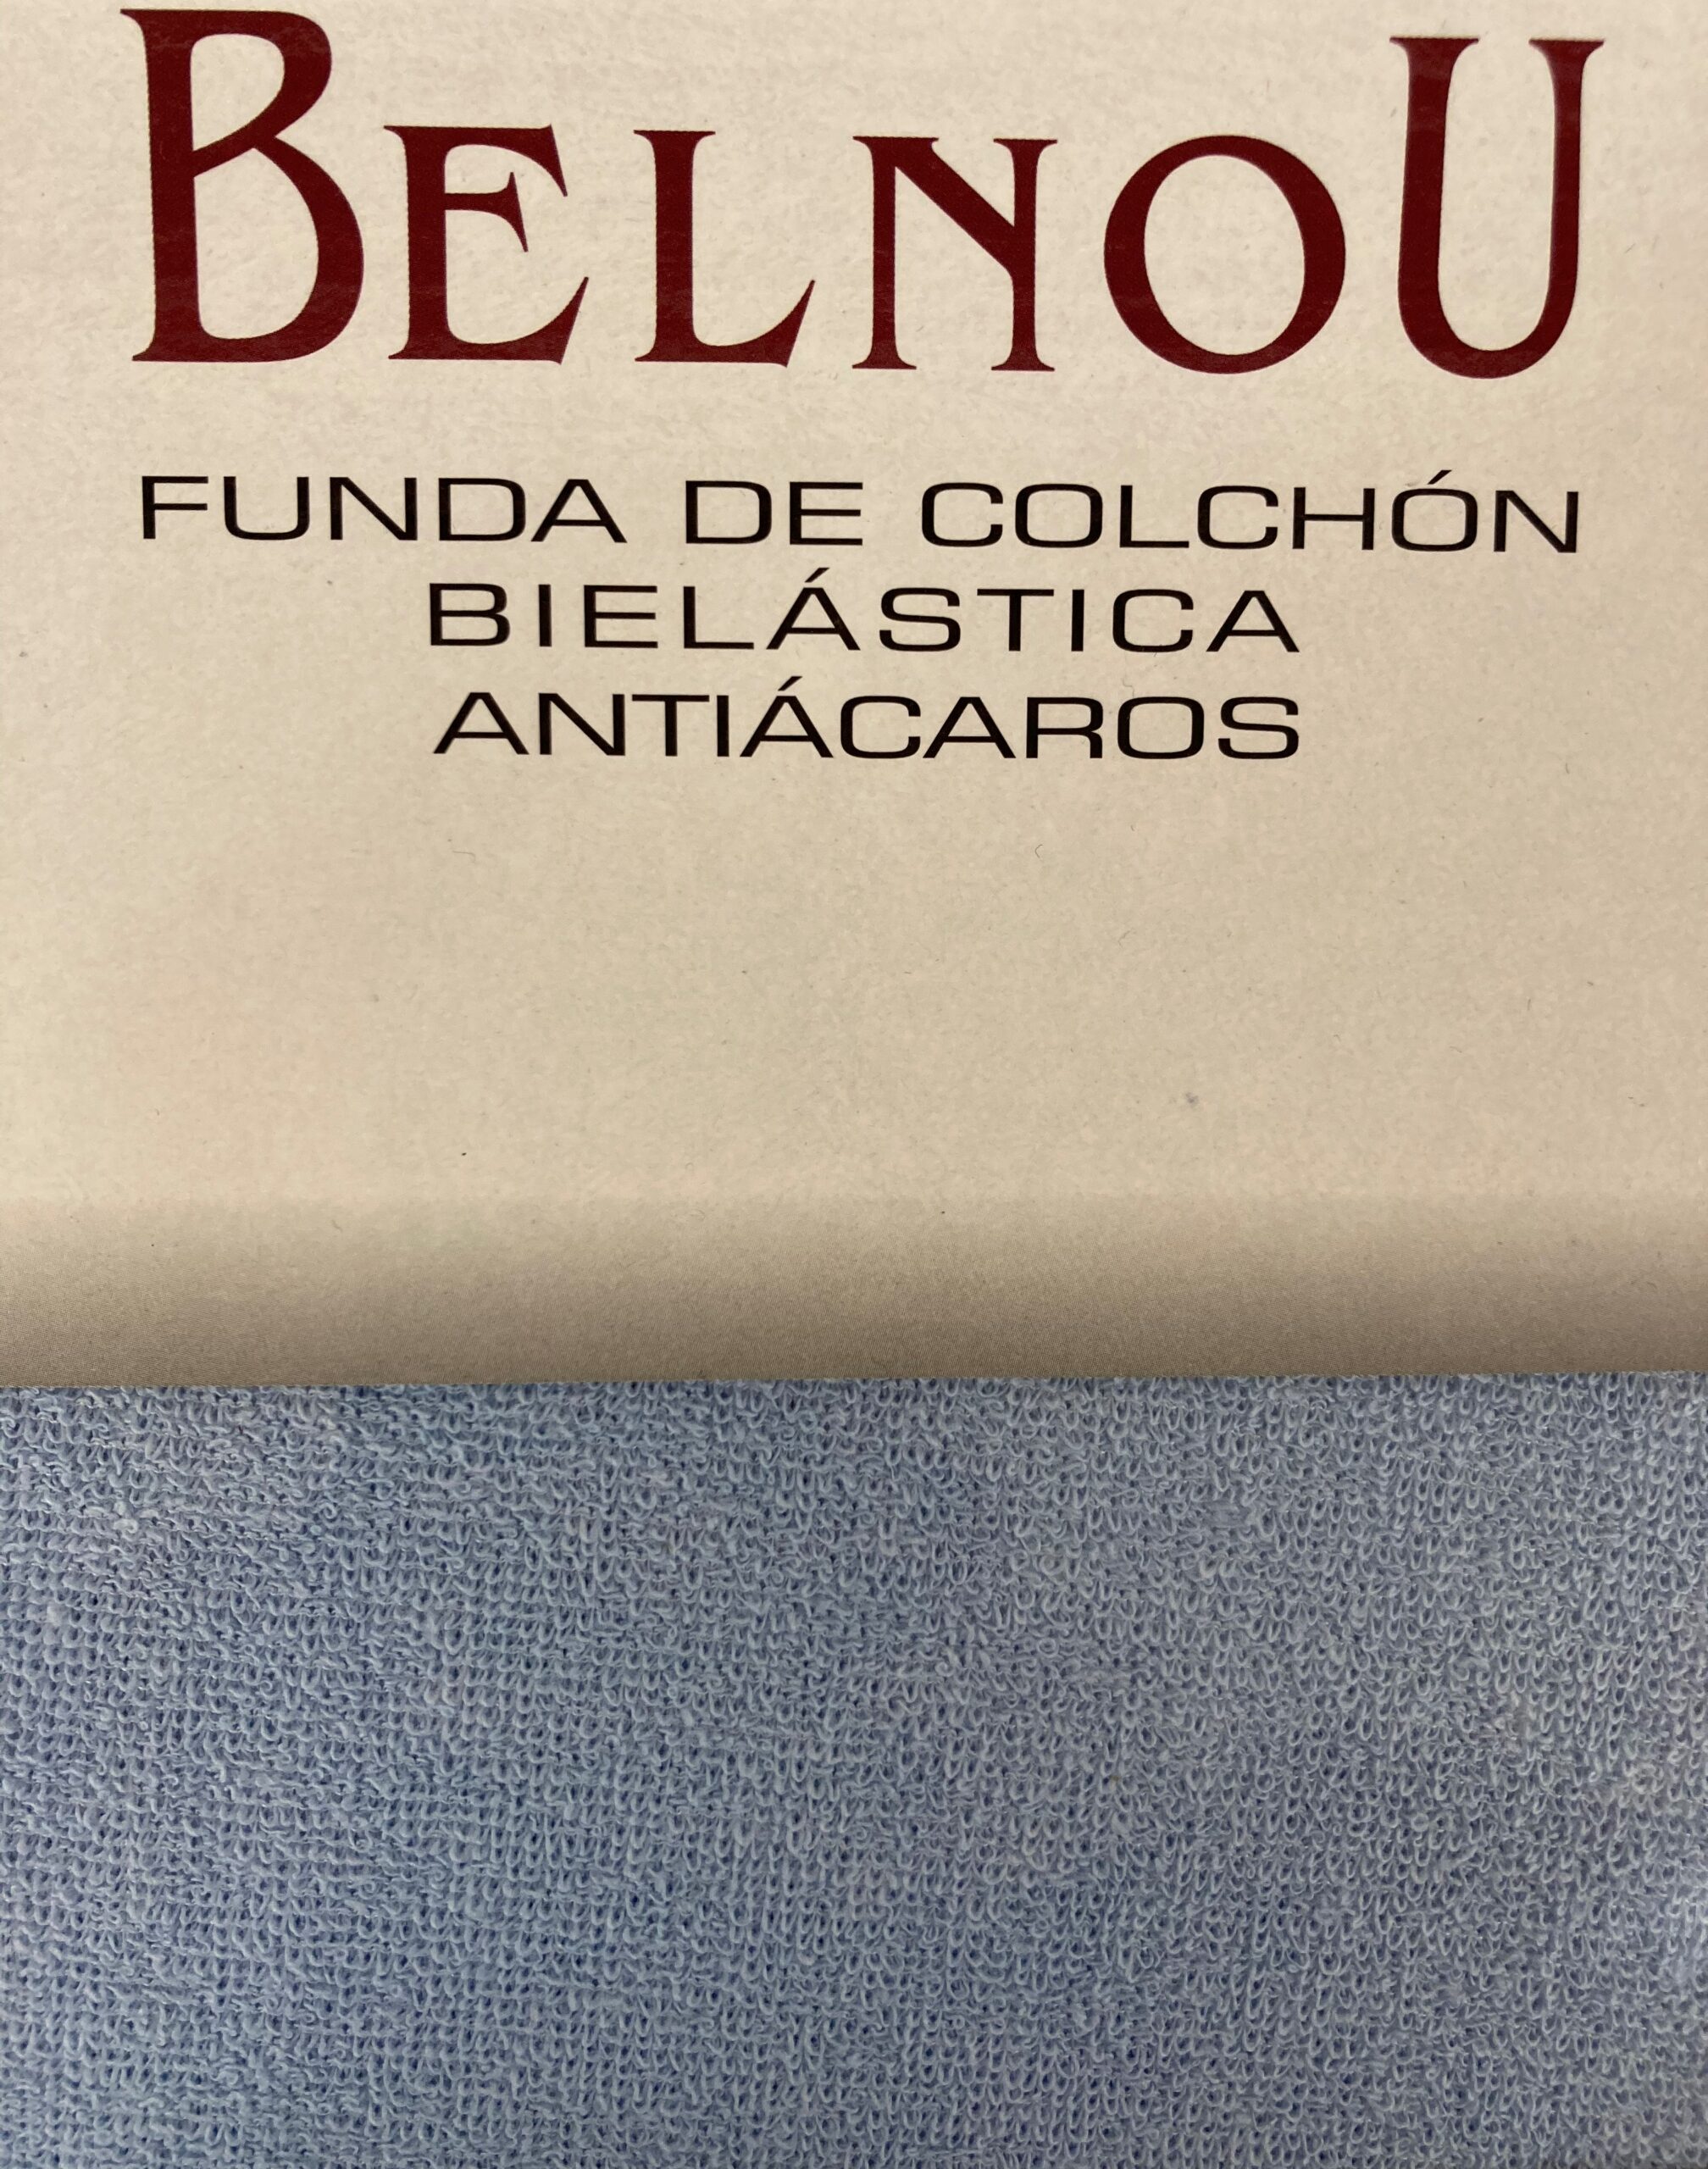 BELNOU
FUNDA DE COLCHÓN
BIELÁSTICA
ANTIÁCAROS